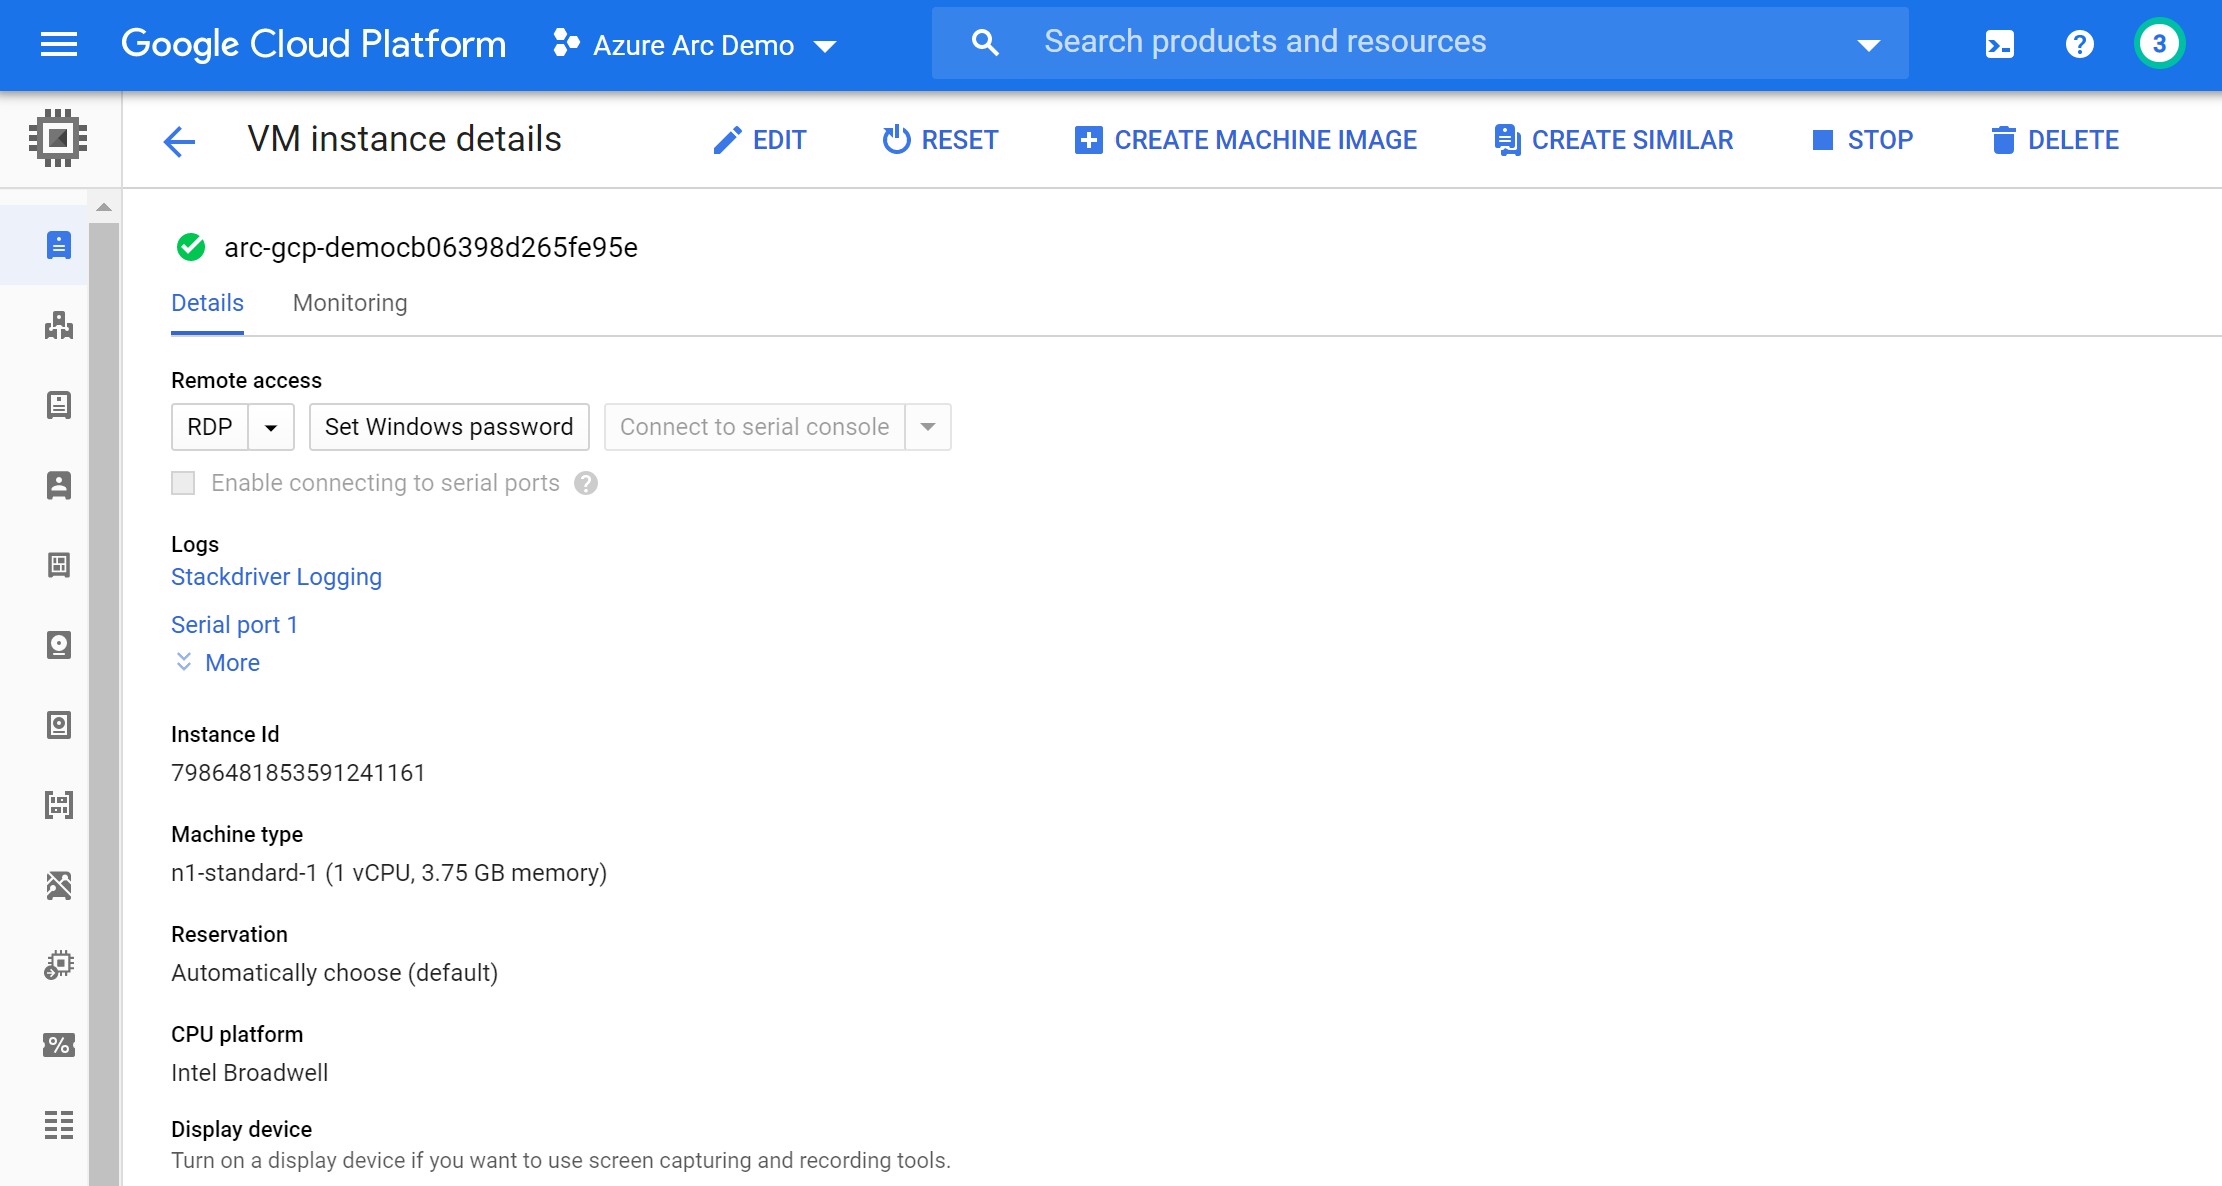 Google Cloud Platform Azure Arc Demo Search products and resources 3
VM instance details EDIT RESET CREATE MACHINE IMAGE CREATE SIMILAR STOP DELETE
arc-gcp-democb06398d265fe95e
Details Monitoring
Remote access
RDP Set Windows password Connect to serial console
Enable connecting to serial ports
Logs
Stackdriver Logging
Serial port 1
More
Instance Id
7986481853591241161
Machine type
n1-standard-1 (1 vCPU, 3.75 GB memory)
Reservation
Automatically choose (default)
CPU platform
Intel Broadwell
Display device
Turn on a display device if you want to use screen capturing and recording tools.